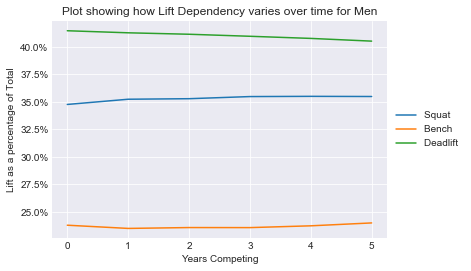 Plot showing how Lift Dependency varies over time for Men
Lift as a percentage of Total
40.0%
37.5%
35.0%
32.5%
30.0%
27.5%
25.0%
0 1 2 3 4 5
Years Competing
Squat
Bench
Deadlift